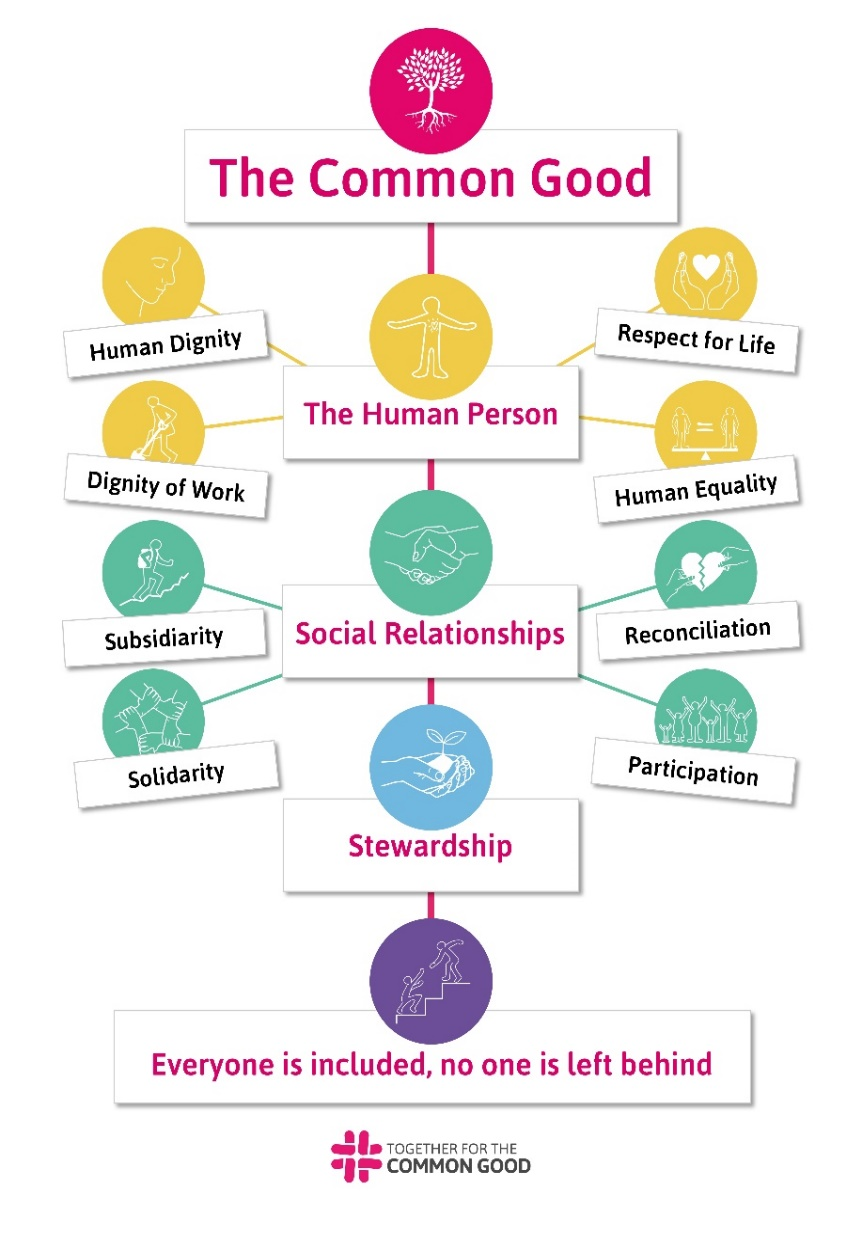 The Common Good
Human Dignity
Respect for Life
The Human Person
Dignity of Work
Human Equality
Subsidiarity
Social Relationships
Reconciliation
Solidarity
Participation
Stewardship
Everyone is included, no one is left behind
TOGETHER FOR THE
COMMON GOOD